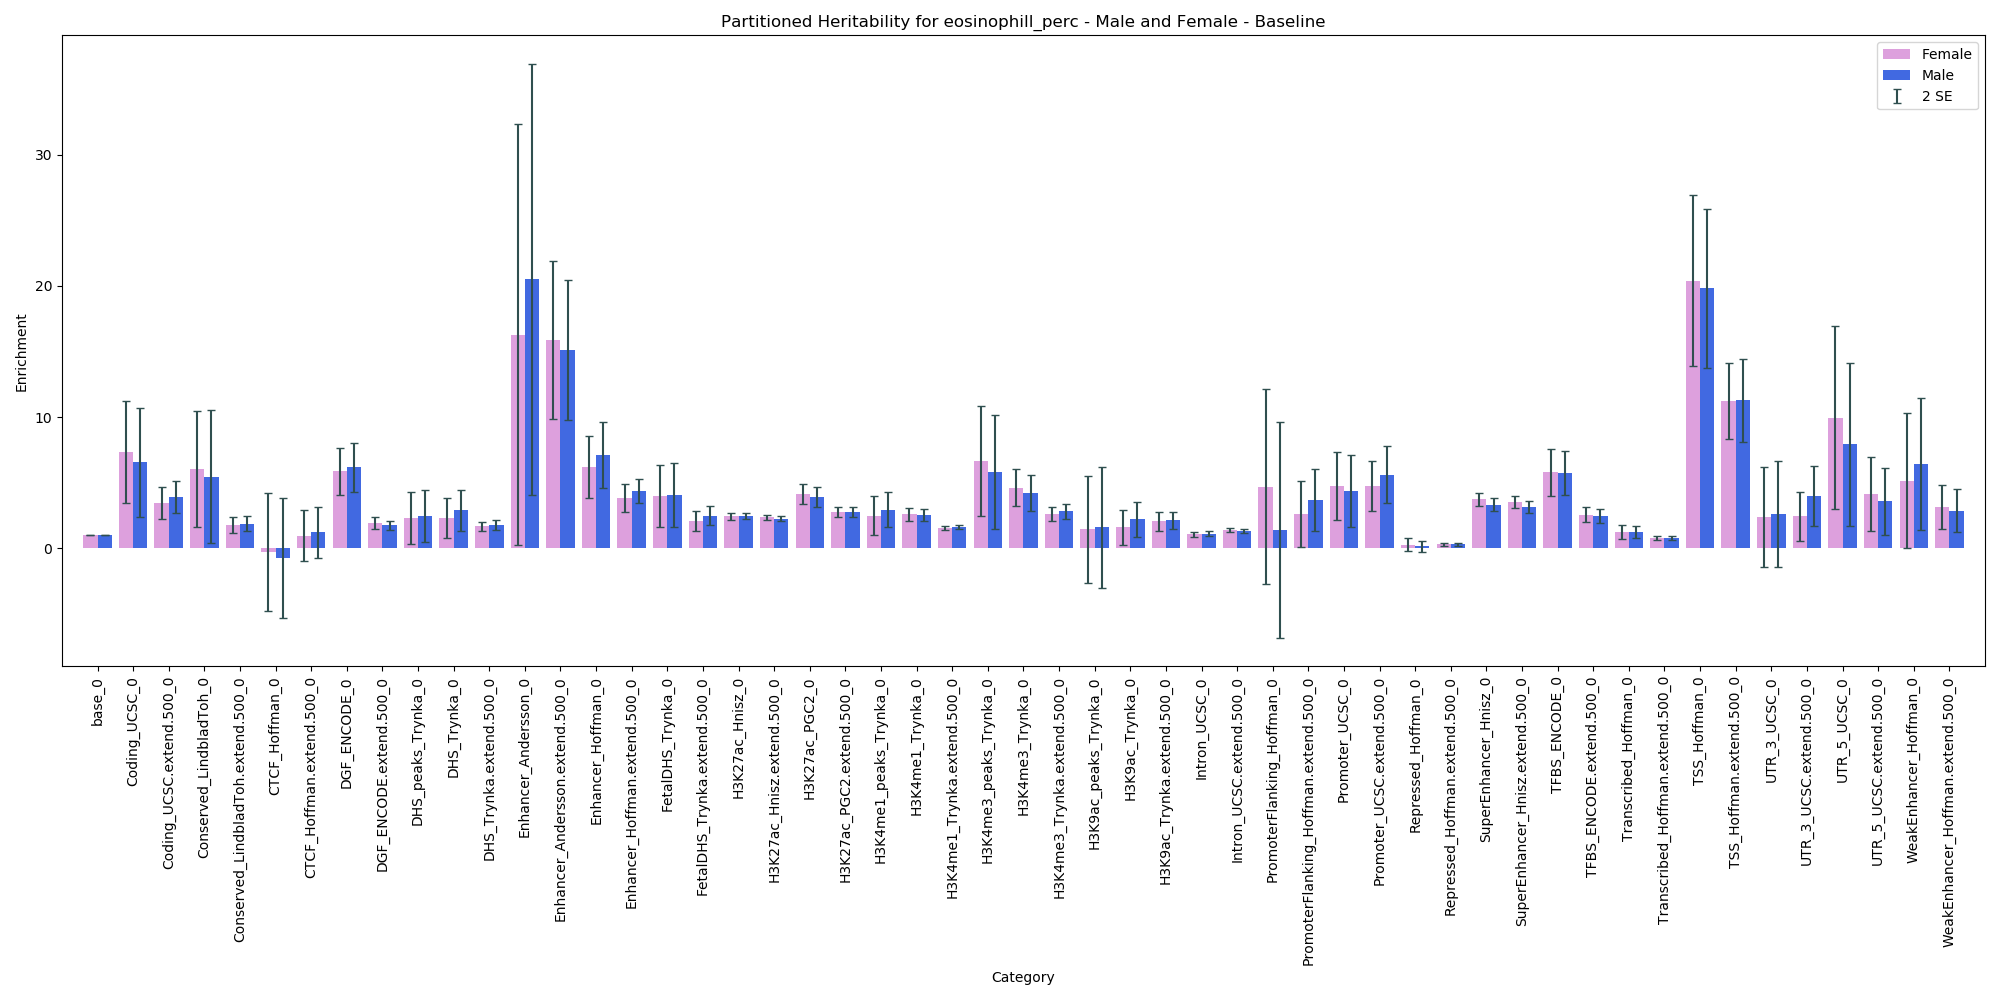 Partitioned Heritability for eosinophill_perc - Male and Female - Baseline
Female
Male
2 SE
Enrichment
30
20
10
0
base_0
Coding_UCSC_0
Coding_UCSC.extend.500_0
Conserved_LindbladToh_0
Conserved_LindbladToh.extend.500_0
CTCF_Hoffman_0
CTCF_Hoffman.extend.500_0
DGF_ENCODE_0
DGF_ENCODE.extend.500_0
DHS_peaks_Trynka_0
DHS_Trynka_0
DHS_Trynka.extend.500_0
Enhancer_Andersson_0
Enhancer_Andersson.extend.500_0
Enhancer_Hoffman_0
Enhancer_Hoffman.extend.500_0
FetalDHS_Trynka_0
FetalDHS_Trynka.extend.500_0
H3K27ac_Hnisz_0
H3K27ac_Hnisz.extend.500_0
H3K27ac_PGC2_0
H3K27ac_PGC2.extend.500_0
H3K4me1_peaks_Trynka_0
H3K4me1_Trynka_0
H3K4me1_Trynka.extend.500_0
H3K4me3_peaks_Trynka_0
H3K4me3_Trynka_0
H3K4me3_Trynka.extend.500_0
H3K9ac_peaks_Trynka_0
H3K9ac_Trynka_0
H3K9ac_Trynka.extend.500_0
Intron_UCSC_0
Intron_UCSC.extend.500_0
PromoterFlanking_Hoffman_0
PromoterFlanking_Hoffman.extend.500_0
Promoter_UCSC_0
Promoter_UCSC.extend.500_0
Repressed_Hoffman_0
Repressed_Hoffman.extend.500_0
SuperEnhancer_Hnisz_0
SuperEnhancer_Hnisz.extend.500_0
TFBS_ENCODE_0
TFBS_ENCODE.extend.500_0
Transcribed_Hoffman_0
Transcribed_Hoffman.extend.500_0
TSS_Hoffman_0
TSS_Hoffman.extend.500_0
UTR_3_UCSC_0
UTR_3_UCSC.extend.500_0
UTR_5_UCSC_0
UTR_5_UCSC.extend.500_0
WeakEnhancer_Hoffman_0
WeakEnhancer_Hoffman.extend.500_0
Category